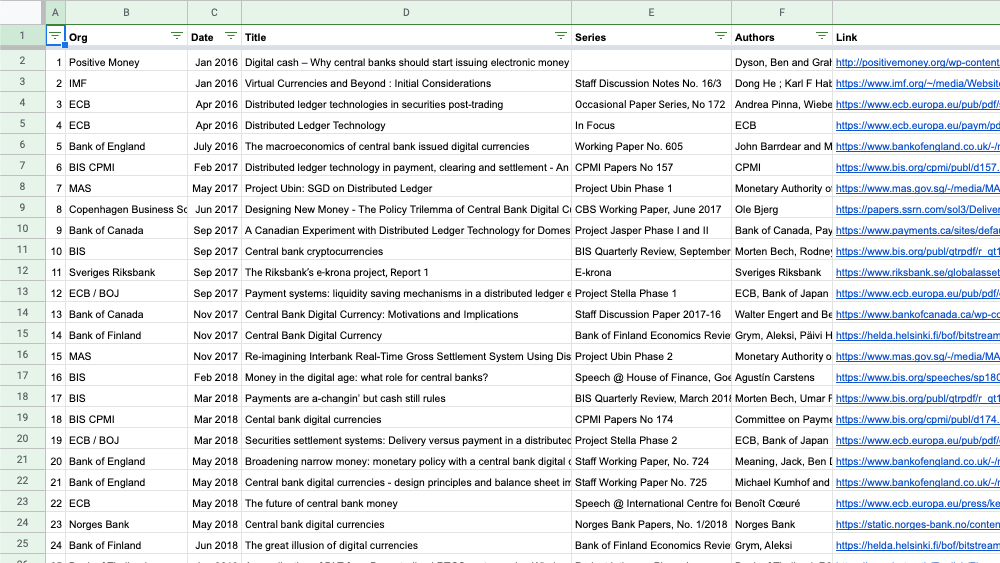 A B C D E F
1 Org Date Title Series Authors Link
2 1 Positive Money Jan 2016 Digital cash – Why central banks should start issuing electronic money Dyson, Ben and Grah http://positivemoney.org/wp-content
3 2 IMF Jan 2016 Virtual Currencies and Beyond : Initial Considerations Staff Discussion Notes No. 16/3 Dong He ; Karl F Hab https://www.imf.org/~/media/Website
4 3 ECB Apr 2016 Distributed ledger technologies in securities post-trading Occasional Paper Series, No 172 Andrea Pinna, Wiebe https://www.ecb.europa.eu/pub/pdf/
5 4 ECB Apr 2016 Distributed Ledger Technology In Focus ECB https://www.ecb.europa.eu/paym/pd
6 5 Bank of England July 2016 The macroeconomics of central bank issued digital currencies Working Paper No. 605 John Barrdear and M https://www.bankofengland.co.uk/-/
7 6 BIS CPMI Feb 2017 Distributed ledger technology in payment, clearing and settlement - An CPMI Papers No 157 CPMI https://www.bis.org/cpmi/publ/d157.
8 7 MAS May 2017 Project Ubin: SGD on Distributed Ledger Project Ubin Phase 1 Monetary Authority o https://www.mas.gov.sg/-/media/MA
9 8 Copenhagen Business Sc Jun 2017 Designing New Money - The Policy Trilemma of Central Bank Digital Cu CBS Working Paper, June 2017 Ole Bjerg https://papers.ssrn.com/sol3/Deliver
10 9 Bank of Canada Sep 2017 A Canadian Experiment with Distributed Ledger Technology for Domes Project Jasper Phase I and II Bank of Canada, Pay https://www.payments.ca/sites/defau
11 10 BIS Sep 2017 Central bank cryptocurrencies BIS Quarterly Review, September Morten Bech, Rodney https://www.bis.org/publ/qtrpdf/r_qt1
12 11 Sveriges Riksbank Sep 2017 The Riksbank's e-krona project, Report 1 E-krona Sveriges Riksbank https://www.riksbank.se/globalasset
13 12 ECB / BOJ Sep 2017 Payment systems: liquidity saving mechanisms in a distributed ledger e Project Stella Phase 1 ECB, Bank of Japan https://www.ecb.europa.eu/pub/pdf/
14 13 Bank of Canada Nov 2017 Central Bank Digital Currency: Motivations and Implications Staff Discussion Paper 2017-16 Walter Engert and Be https://www.bankofcanada.ca/wp-co
15 14 Bank of Finland Nov 2017 Central Bank Digital Currency Bank of Finland Economics Revie Grym, Aleksi, Päivi H https://helda.helsinki.fi/bof/bitstream
16 15 MAS Nov 2017 Re-imagining Interbank Real-Time Gross Settlement System Using Dis Project Ubin Phase 2 Monetary Authority o https://www.mas.gov.sg/-/media/MA
17 16 BIS Feb 2018 Money in the digital age: what role for central banks? Speech @ House of Finance, Goe Agustín Carstens https://www.bis.org/speeches/sp180
18 17 BIS Mar 2018 Payments are a-changin' but cash still rules BIS Quarterly Review, March 2018 Morten Bech, Umar F https://www.bis.org/publ/qtrpdf/r_qt1
19 18 BIS CPMI Mar 2018 Cental bank digital currencies CPMI Papers No 174 Committee on Payme https://www.bis.org/cpmi/publ/d174.
20 19 ECB / BOJ Mar 2018 Securities settlement systems: Delivery versus payment in a distributed Project Stella Phase 2 ECB, Bank of Japan https://www.ecb.europa.eu/pub/pdf/
21 20 Bank of England May 2018 Broadening narrow money: monetary policy with a central bank digital c Staff Working Paper, No. 724 Meaning, Jack, Ben https://www.bankofengland.co.uk/-/
22 21 Bank of England May 2018 Central bank digital currencies - design principles and balance sheet im Staff Working Paper No. 725 Michael Kumhof and https://www.bankofengland.co.uk/-/
23 22 ECB May 2018 The future of central bank money Speech @ International Centre fo Benoît Cœuré https://www.ecb.europa.eu/press/ke
24 23 Norges Bank May 2018 Central bank digital currencies Norges Bank Papers, No. 1/2018 Norges Bank https://static.norges-bank.no/conten
25 24 Bank of Finland Jun 2018 The great illusion of digital currencies Bank of Finland Economics Revie Grym, Aleksi https://helda.helsinki.fi/bof/bitstream